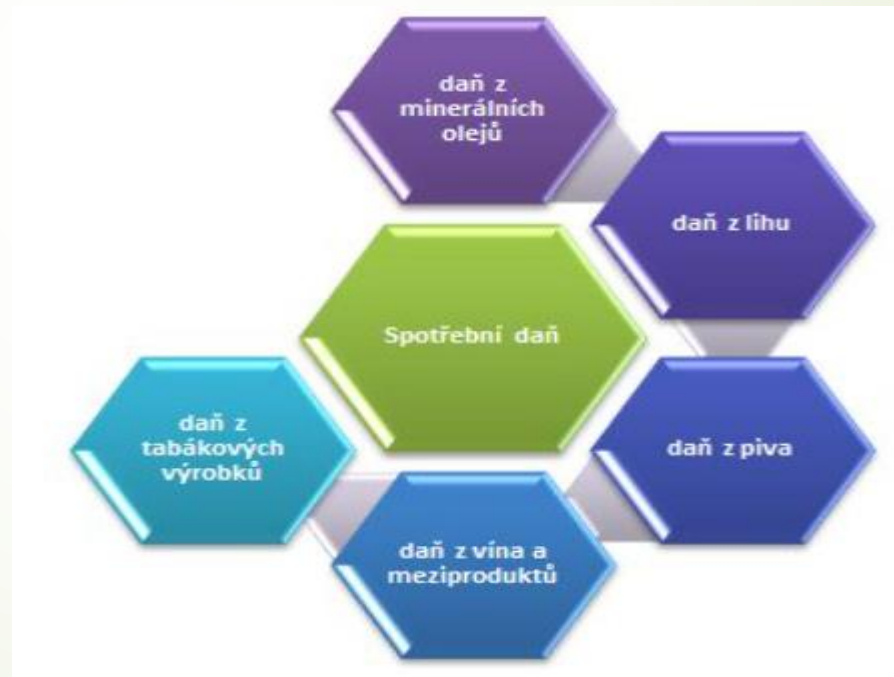 daň z
minerálních
olejů
daň z lihu
Spotřební daň
daň z
tabákových
výrobků
daň z piva
daň z vína a
meziproduktů